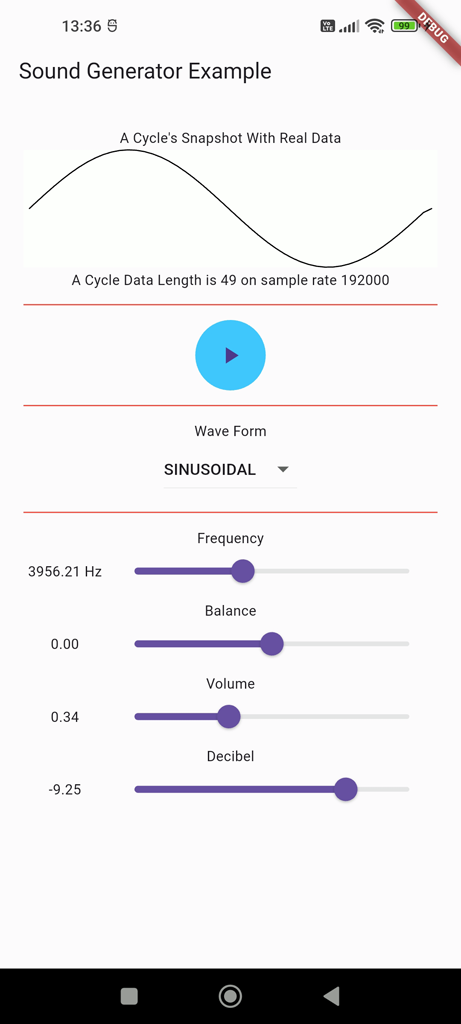 13:36
Vo LTE
99
DEBUG
Sound Generator Example
A Cycle's Snapshot With Real Data
A Cycle Data Length is 49 on sample rate 192000
Wave Form
SINUSOIDAL
Frequency
3956.21 Hz
Balance
0.00
Volume
0.34
Decibel
-9.25